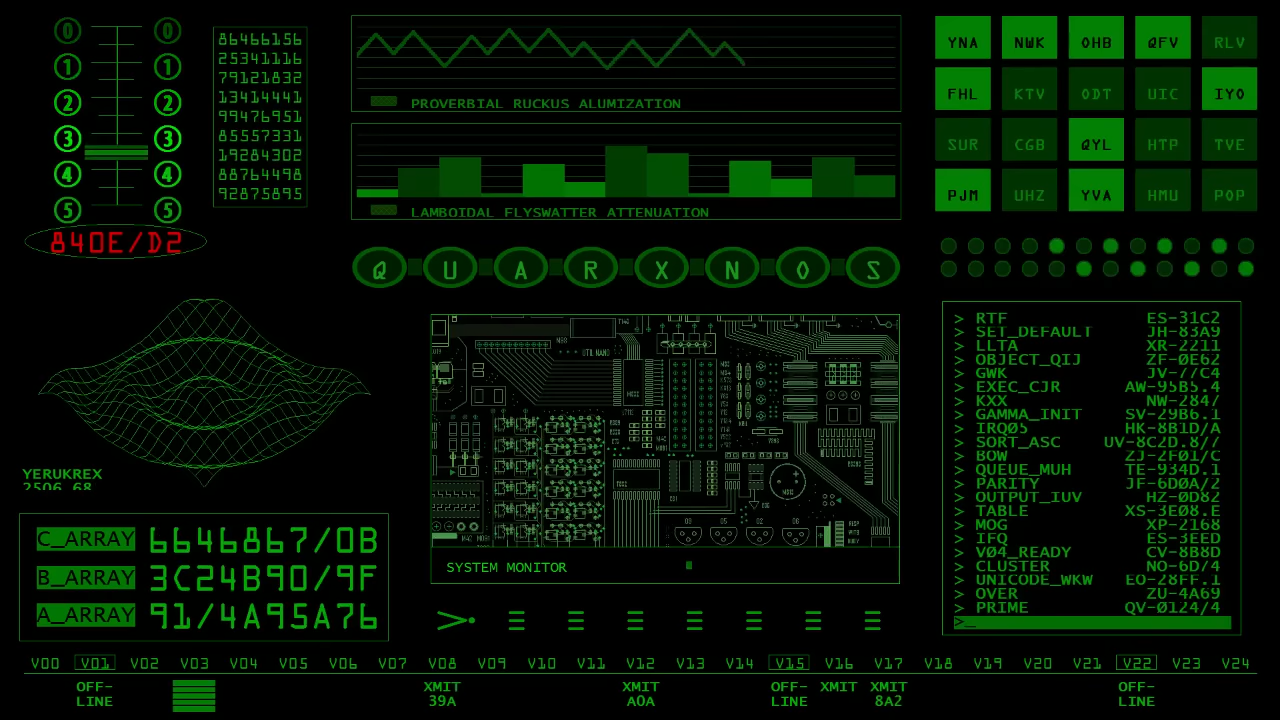 0 0
1 1
2 2
3 3
4 4
5 5
840E/D2
86466156
25341116
79121832
13414441
99476951
85557331
19284302
88764498
92875895
PROVERBIAL RUCKUS ALUMIZATION
LAMBOIDAL FLYSWATTER ATTENUATION
QUARXNOS
YNA NWK OHB QFV RLV
FHL KTV ODT UIC IYO
SUR CGB QYL HTP TVE
PJM UHZ YVA HMU POP
YERUKREX
2506.68
C_ARRAY 6646867/0B
B_ARRAY 3C24B90/9F
A_ARRAY 91/4A95A76
SYSTEM MONITOR
> RTF ES-31C2
> SET_DEFAULT JH-83A9
> LLTA XR-2211
> OBJECT_QIJ ZF-0E62
> GWK JV-77C4
> EXEC_CJR AW-95B5.4
> KXX NW-2847
> GAMMA_INIT SV-29B6.1
> IRQ05 HK-8B1D/A
> SORT_ASC UV-8C2D.8//
> BOW ZJ-2F01/C
> QUEUE_MUH TE-934D.1
> PARITY JF-6D0A/2
> OUTPUT_IUV HZ-0D82
> TABLE XS-3E08.E
> MOG XP-2168
> IFQ ES-3EED
> V04_READY CV-8B8D
> CLUSTER NO-6D/4
> UNICODE_WKW EO-28FF.1
> OVER ZU-4A69
> PRIME QV-0124/4
>_
V00 V01 V02 V03 V04 V05 V06 V07 V08 V09 V10 V11 V12 V13 V14 V15 V16 V17 V18 V19 V20 V21 V22 V23 V24
OFF-LINE XMIT 39A XMIT A0A OFF-LINE XMIT XMIT 8A2 OFF-LINE